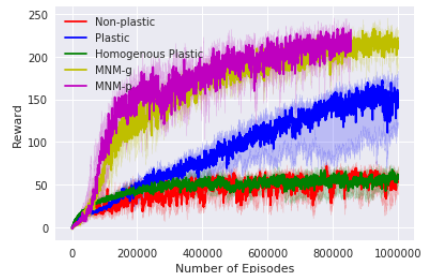 250
200
150
100
50
0
Reward
Non-plastic
Plastic
Homogenous Plastic
MNM-g
MNM-p
0
200000
400000
600000
800000
1000000
Number of Episodes